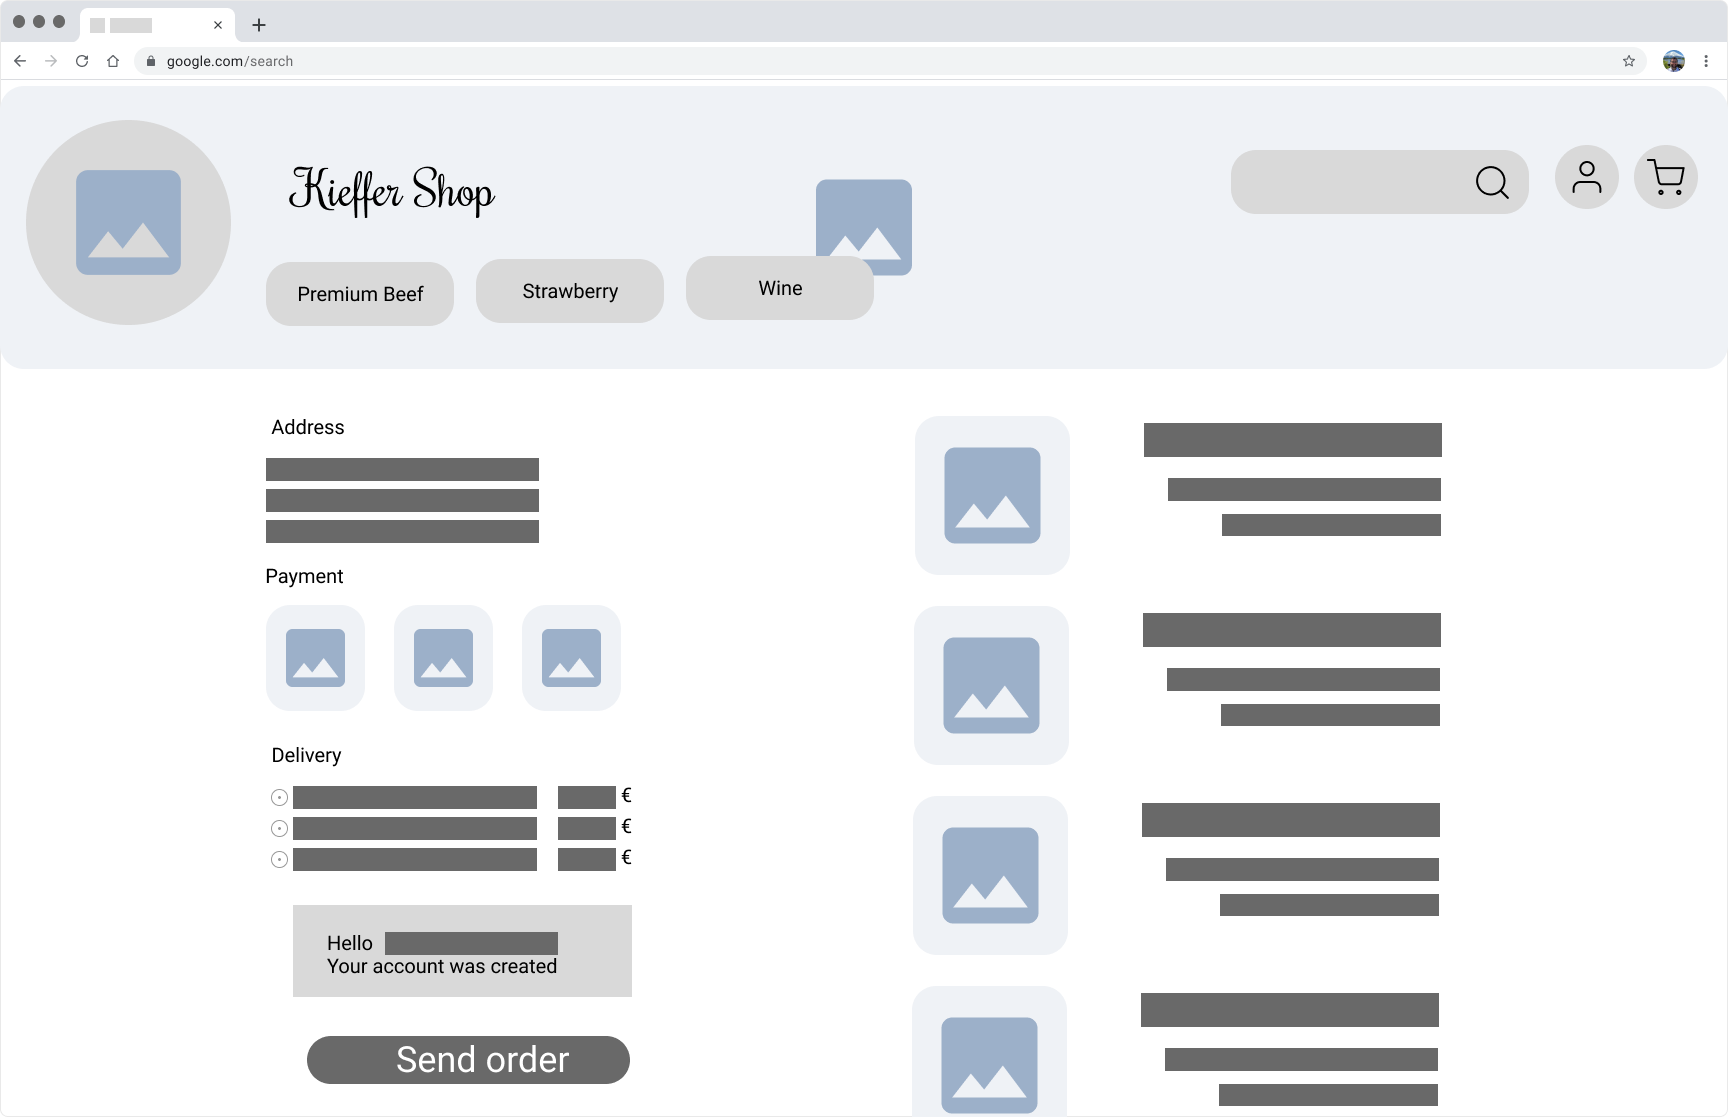 google.com/search
Kieffer Shop
Premium Beef
Strawberry
Wine
Address
Payment
Delivery
€
€
€
Hello
Your account was created
Send order